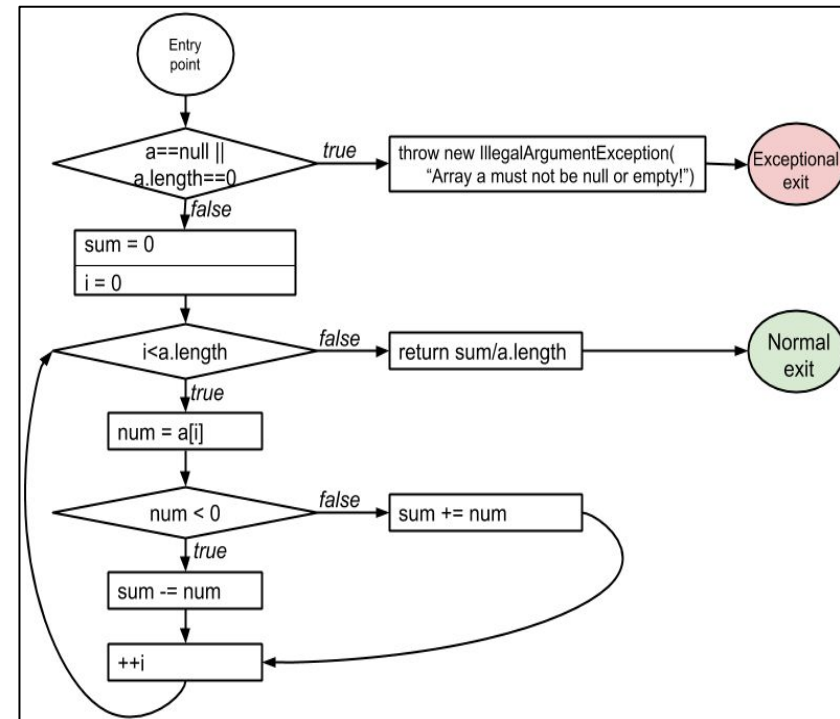 Entry
point
a==null ||
a.length==0
true
throw new IllegalArgumentException(
“Array a must not be null or empty!”)
Exceptional
exit
false
sum = 0
i = 0
i<a.length
false
return sum/a.length
Normal
exit
true
num = a[i]
num < 0
false
sum += num
true
sum -= num
++i